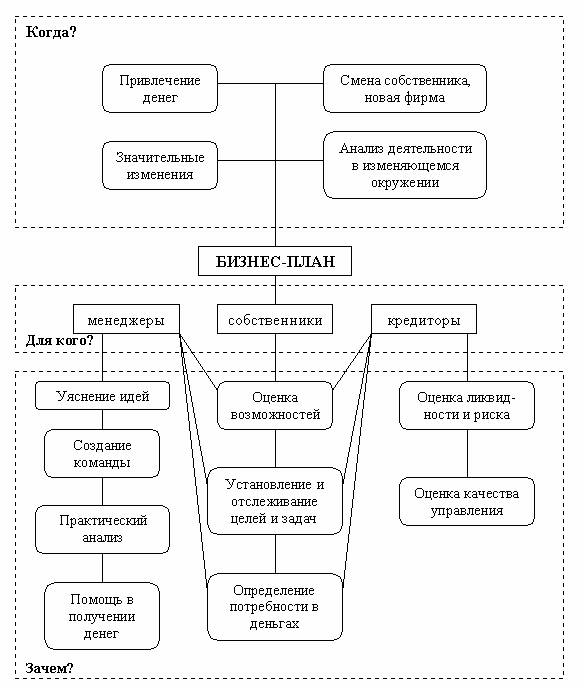 Когда?
Привлечение
денег
Смена собственника,
новая фирма
Значительные
изменения
Анализ деятельности
в изменяющемся
окружении
БИЗНЕС-ПЛАН
менеджеры
собственники
кредиторы
Для кого?
Уяснение идей
Оценка
возможностей
Оценка ликвид-
ности и риска
Создание
команды
Установление и
отслеживание
целей и задач
Оценка качества
управления
Практический
анализ
Помощь в
получении
денег
Определение
потребности в
деньгах
Зачем?